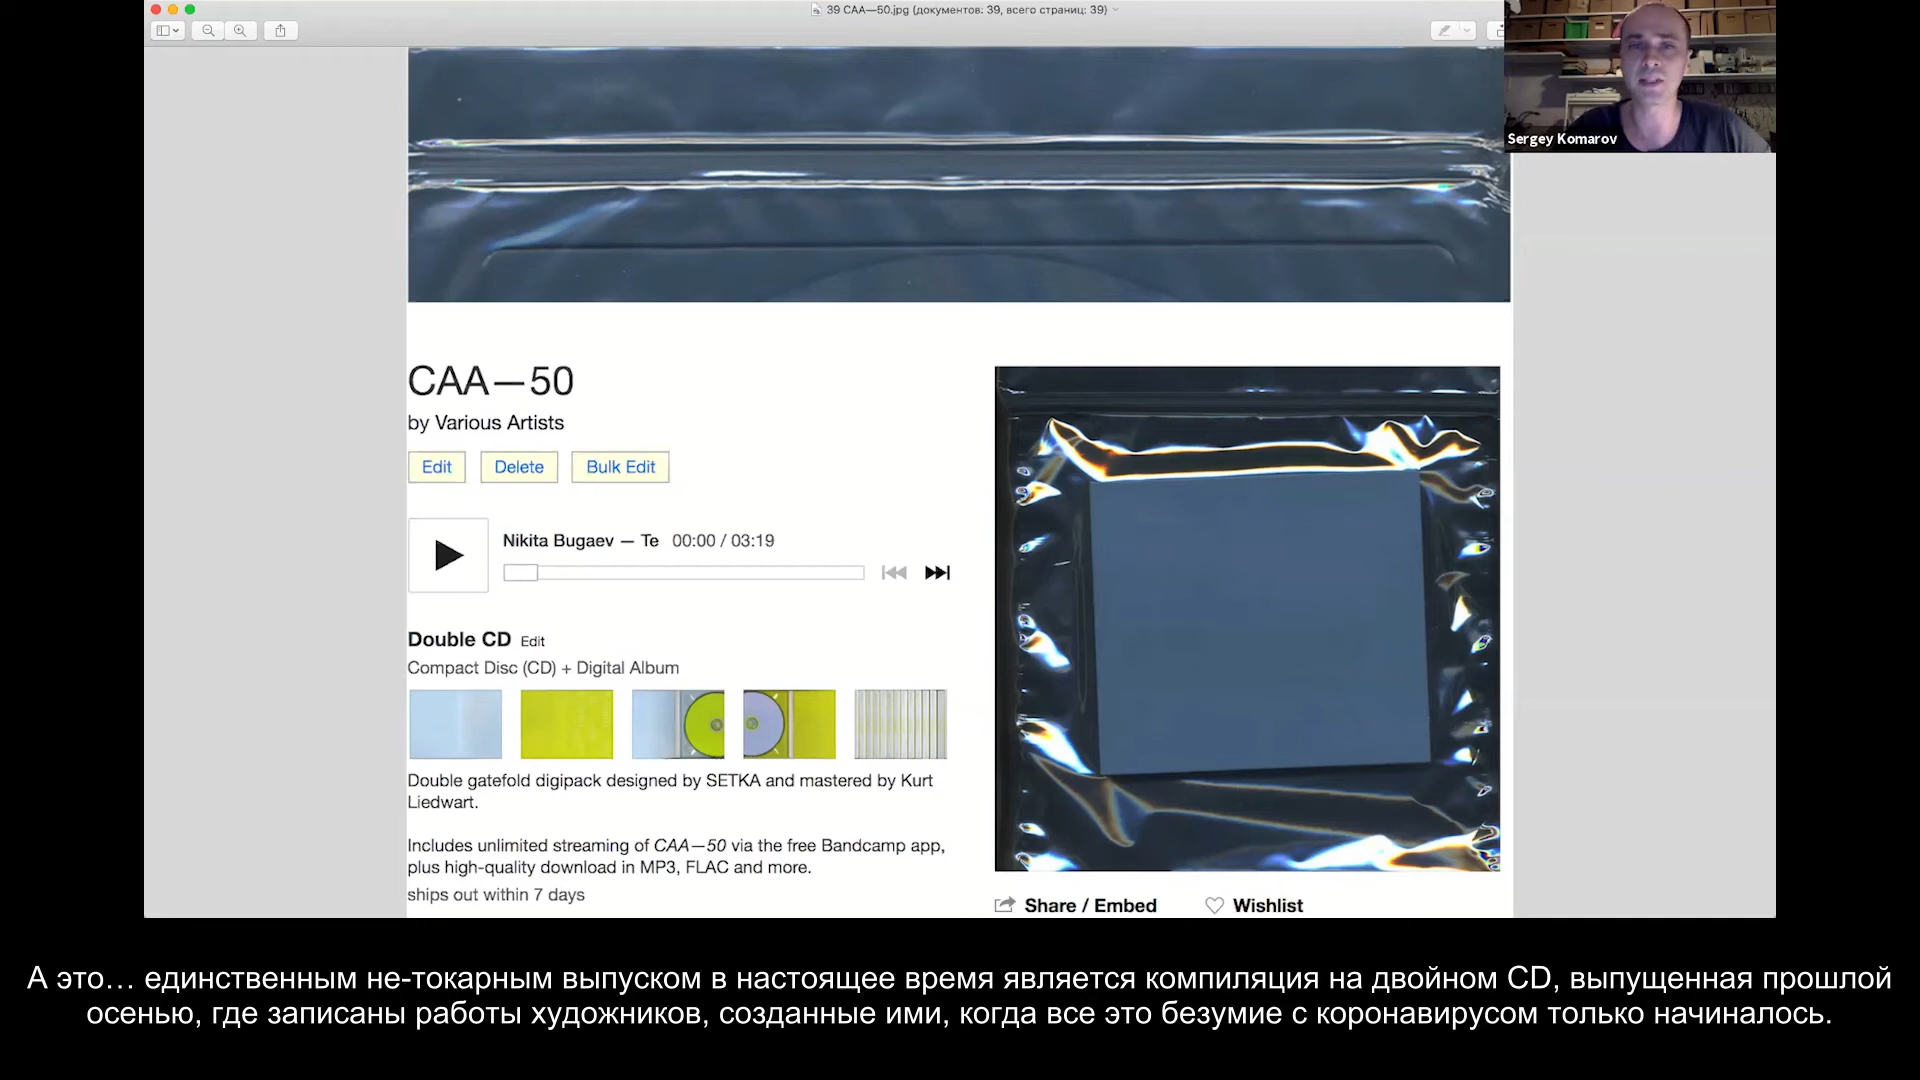 39 CAA—50.jpg (документов: 39, всего страниц: 39)
Sergey Komarov
CAA—50
by Various Artists
Edit Delete Bulk Edit
Nikita Bugaev — Te 00:00 / 03:19
Double CD Edit
Compact Disc (CD) + Digital Album
Double gatefold digipack designed by SETKA and mastered by Kurt
Liedwart.
Includes unlimited streaming of CAA—50 via the free Bandcamp app,
plus high-quality download in MP3, FLAC and more.
ships out within 7 days
Share / Embed Wishlist
А это… единственным не-токарным выпуском в настоящее время является компиляция на двойном CD, выпущенная прошлой
осенью, где записаны работы художников, созданные ими, когда все это безумие с коронавирусом только начиналось.